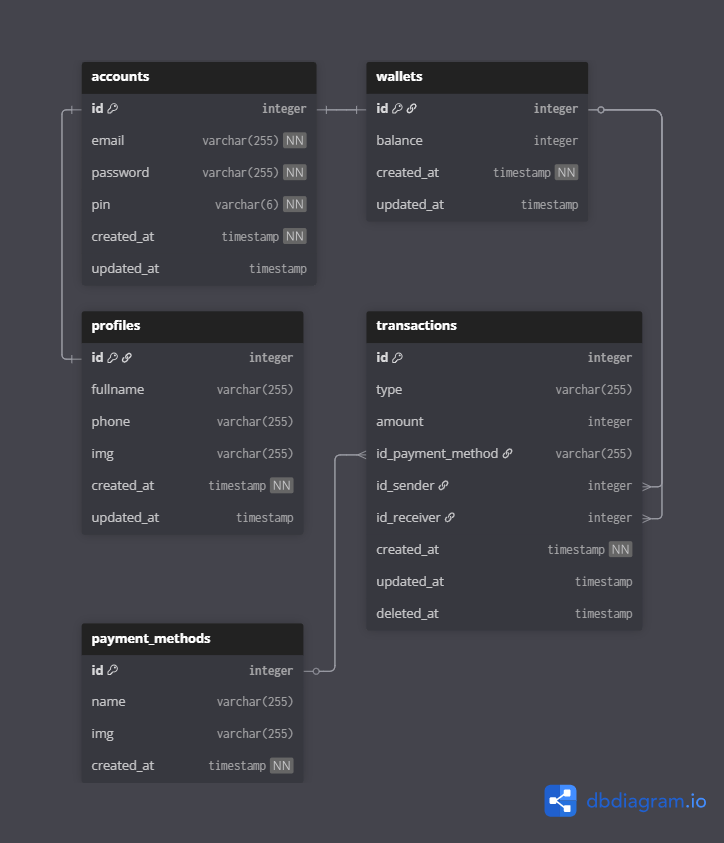 accounts
id integer
email varchar(255) NN
password varchar(255) NN
pin varchar(6) NN
created_at timestamp NN
updated_at timestamp
wallets
id integer
balance integer
created_at timestamp NN
updated_at timestamp
profiles
id integer
fullname varchar(255)
phone varchar(255)
img varchar(255)
created_at timestamp NN
updated_at timestamp
transactions
id integer
type varchar(255)
amount integer
id_payment_method varchar(255)
id_sender integer
id_receiver integer
created_at timestamp NN
updated_at timestamp
deleted_at timestamp
payment_methods
id integer
name varchar(255)
img varchar(255)
created_at timestamp NN
dbdiagram.io